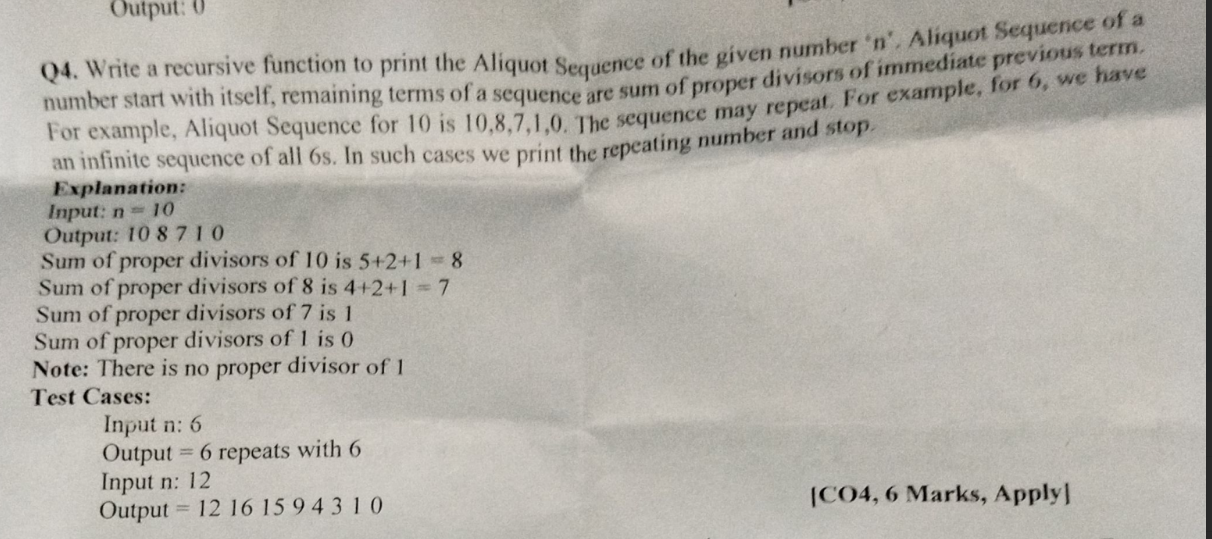 Output: 0
Q4. Write a recursive function to print the Aliquot Sequence of the given number 'n'. Aliquot Sequence of a
number start with itself, remaining terms of a sequence are sum of proper divisors of immediate previous term.
For example, Aliquot Sequence for 10 is 10,8,7,1,0. The sequence may repeat. For example, for 6, we have
an infinite sequence of all 6s. In such cases we print the repeating number and stop.
Explanation:
Input: n = 10
Output: 10 8 7 1 0
Sum of proper divisors of 10 is 5+2+1 = 8
Sum of proper divisors of 8 is 4+2+1 = 7
Sum of proper divisors of 7 is 1
Sum of proper divisors of 1 is 0
Note: There is no proper divisor of 1
Test Cases:
Input n: 6
Output = 6 repeats with 6
Input n: 12
Output = 12 16 15 9 4 3 1 0
[CO4, 6 Marks, Apply]